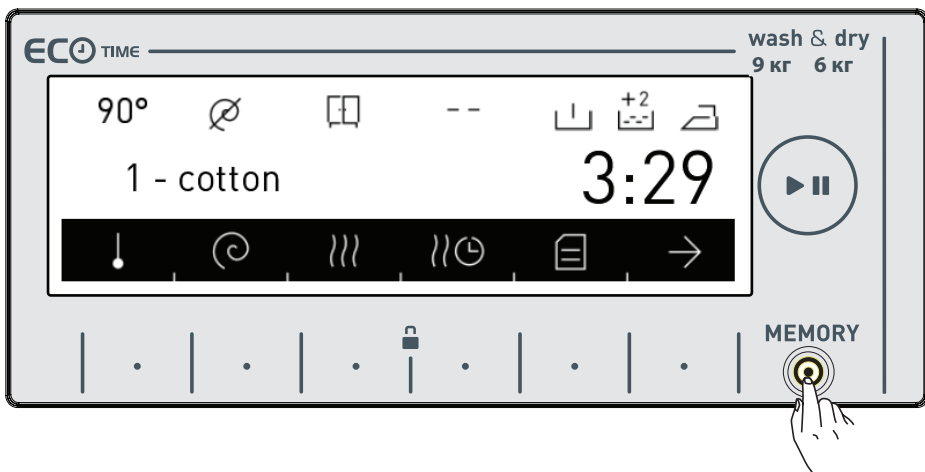 ECO TIME
wash & dry
9 кг 6 кг
90° -- +2
1 - cotton 3:29
MEMORY